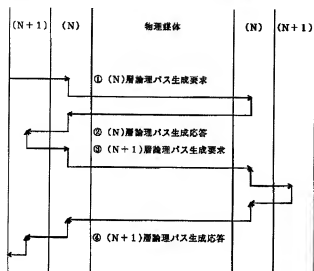 (N+1) (N) 物理媒体 (N) (N+1)
① (N)層論理パス生成要求
② (N)層論理パス生成応答
③ (N+1)層論理パス生成要求
④ (N+1)層論理パス生成応答